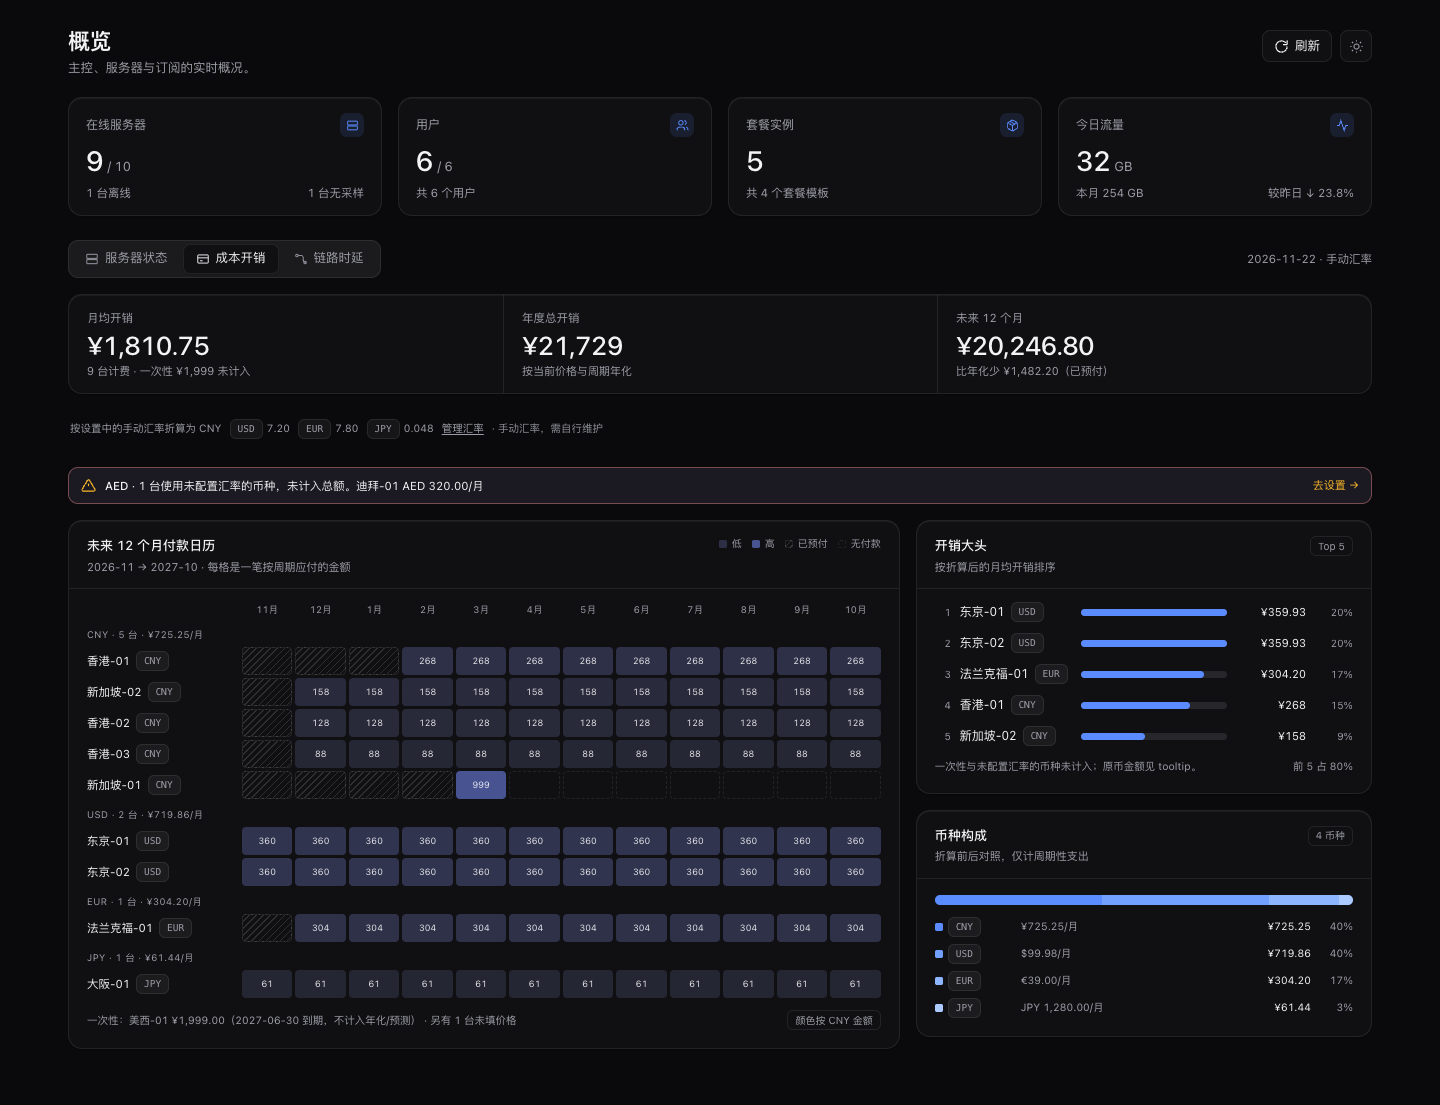 概览
主控、服务器与订阅的实时概况。
刷新
在线服务器
9 / 10
1 台离线 1 台无采样
用户
6 / 6
共 6 个用户
套餐实例
5
共 4 个套餐模板
今日流量
32 GB
本月 254 GB 较昨日 ↓ 23.8%
服务器状态 成本开销 链路时延
2026-11-22 · 手动汇率
月均开销
¥1,810.75
9 台计费 · 一次性 ¥1,999 未计入
年度总开销
¥21,729
按当前价格与周期年化
未来 12 个月
¥20,246.80
比年化少 ¥1,482.20（已预付）
按设置中的手动汇率折算为 CNY USD 7.20 EUR 7.80 JPY 0.048 管理汇率 · 手动汇率，需自行维护
AED · 1 台使用未配置汇率的币种，未计入总额。迪拜-01 AED 320.00/月 去设置 →
未来 12 个月付款日历
低 高 已预付 无付款
2026-11 → 2027-10 · 每格是一笔按周期应付的金额
11月 12月 1月 2月 3月 4月 5月 6月 7月 8月 9月 10月
CNY · 5 台 · ¥725.25/月
香港-01 CNY 268 268 268 268 268 268 268 268 268
新加坡-02 CNY 158 158 158 158 158 158 158 158 158 158 158
香港-02 CNY 128 128 128 128 128 128 128 128 128 128 128
香港-03 CNY 88 88 88 88 88 88 88 88 88 88 88
新加坡-01 CNY 999
USD · 2 台 · ¥719.86/月
东京-01 USD 360 360 360 360 360 360 360 360 360 360 360 360
东京-02 USD 360 360 360 360 360 360 360 360 360 360 360 360
EUR · 1 台 · ¥304.20/月
法兰克福-01 EUR 304 304 304 304 304 304 304 304 304 304 304
JPY · 1 台 · ¥61.44/月
大阪-01 JPY 61 61 61 61 61 61 61 61 61 61 61 61
一次性：美西-01 ¥1,999.00（2027-06-30 到期，不计入年化/预测） · 另有 1 台未填价格
颜色按 CNY 金额
开销大头
Top 5
按折算后的月均开销排序
1 东京-01 USD ¥359.93 20%
2 东京-02 USD ¥359.93 20%
3 法兰克福-01 EUR ¥304.20 17%
4 香港-01 CNY ¥268 15%
5 新加坡-02 CNY ¥158 9%
一次性与未配置汇率的币种未计入；原币金额见 tooltip。 前 5 占 80%
币种构成
4 币种
折算前后对照，仅计周期性支出
CNY ¥725.25/月 ¥725.25 40%
USD $99.98/月 ¥719.86 40%
EUR €39.00/月 ¥304.20 17%
JPY JPY 1,280.00/月 ¥61.44 3%